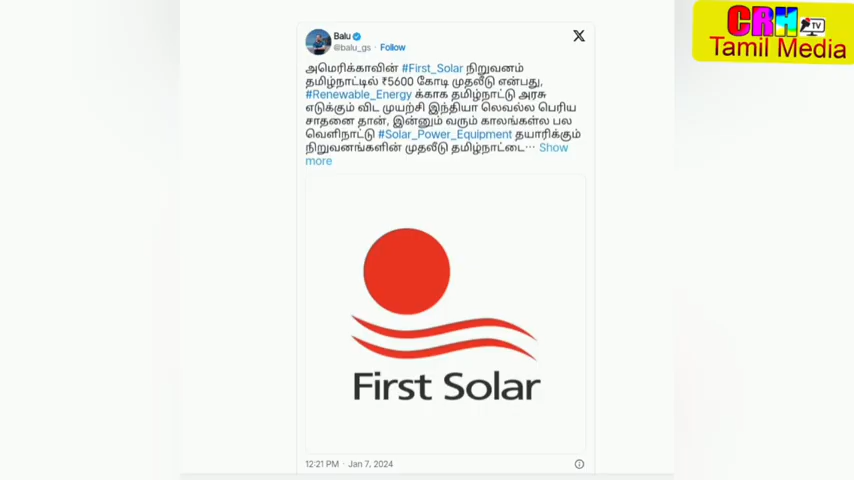 CRH TV
Tamil Media
Balu
@balu_gs · Follow
X
அமெரிக்காவின் #First_Solar நிறுவனம்
தமிழ்நாட்டில் ₹5600 கோடி முதலீடு என்பது,
#Renewable_Energy க்காக தமிழ்நாட்டு அரசு
எடுக்கும் விட முயற்சி இந்தியா லெவல்ல பெரிய
சாதனை தான், இன்னும் வரும் காலங்கள்ல பல
வெளிநாட்டு #Solar_Power_Equipment தயாரிக்கும்
நிறுவனங்களின் முதலீடு தமிழ்நாட்டை… Show
more
First Solar
12:21 PM · Jan 7, 2024